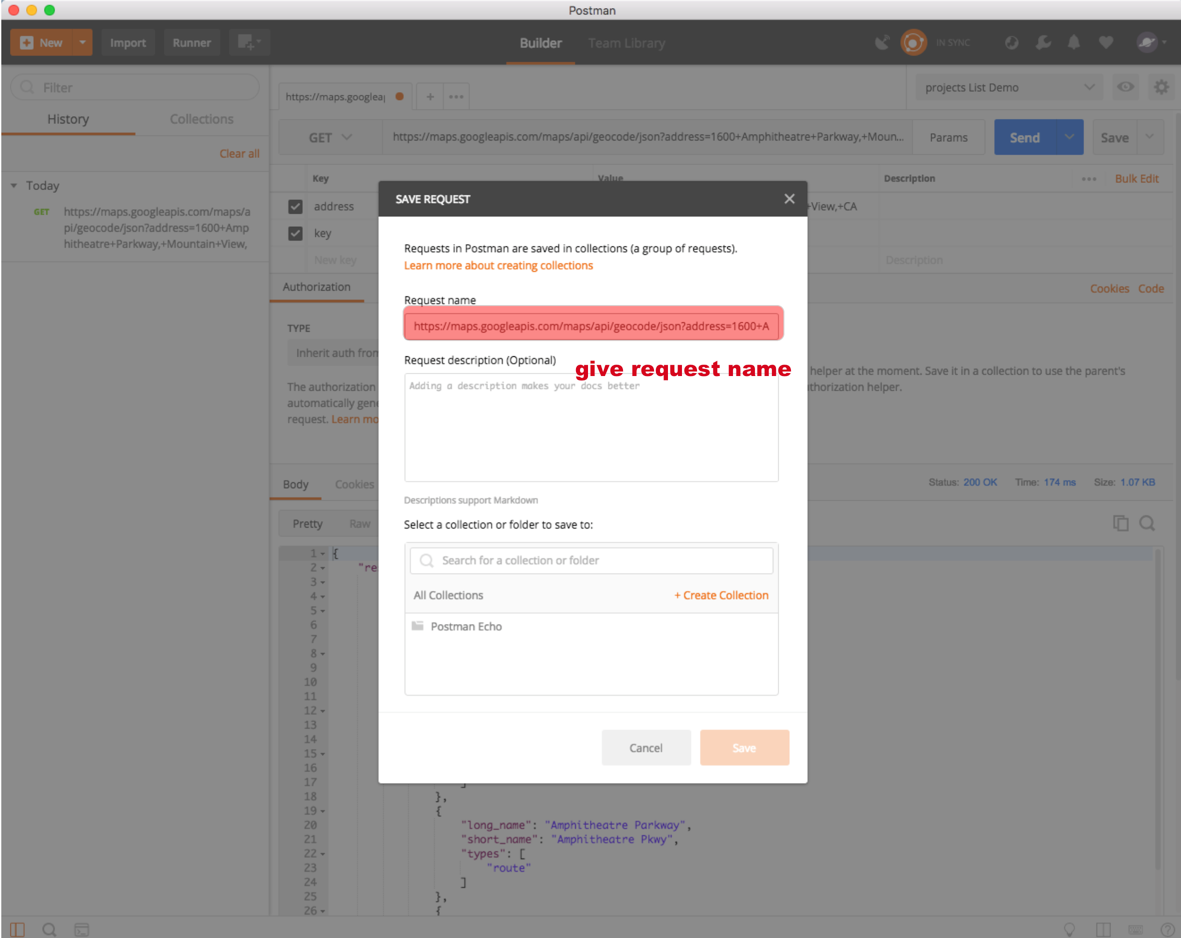 Postman
New
Import
Runner
Builder
Team Library
IN SYNC
Filter
History
Collections
Clear all
Today
GET
https://maps.googleapis.com/maps/a
pi/geocode/json?address=1600+Amp
hitheatre+Parkway,+Mountain+View,
https://maps.googleap
+
projects List Demo
GET
https://maps.googleapis.com/maps/api/geocode/json?address=1600+Amphitheatre+Parkway,+Moun...
Params
Send
Save
Key
Value
Description
Bulk Edit
address
+View,+CA
key
New key
Description
Authorization
Cookies
Code
TYPE
Inherit auth from
The authorization
automatically gene
request. Learn mo
helper at the moment. Save it in a collection to use the parent's
thorization helper.
SAVE REQUEST
Requests in Postman are saved in collections (a group of requests).
Learn more about creating collections
Request name
https://maps.googleapis.com/maps/api/geocode/json?address=1600+A
give request name
Request description (Optional)
Adding a description makes your docs better
Descriptions support Markdown
Select a collection or folder to save to:
Search for a collection or folder
All Collections
+ Create Collection
Postman Echo
Cancel
Save
Body
Cookies
Status: 200 OK
Time: 174 ms
Size: 1.07 KB
Pretty
Raw
1 {
2 "re
3
4
5
6
7
8
9
10
11
12
13
14
15
16
17 ]
18 },
19 {
20 "long_name": "Amphitheatre Parkway",
21 "short_name": "Amphitheatre Pkwy",
22 "types": [
23 "route"
24 ]
25 },
26 {